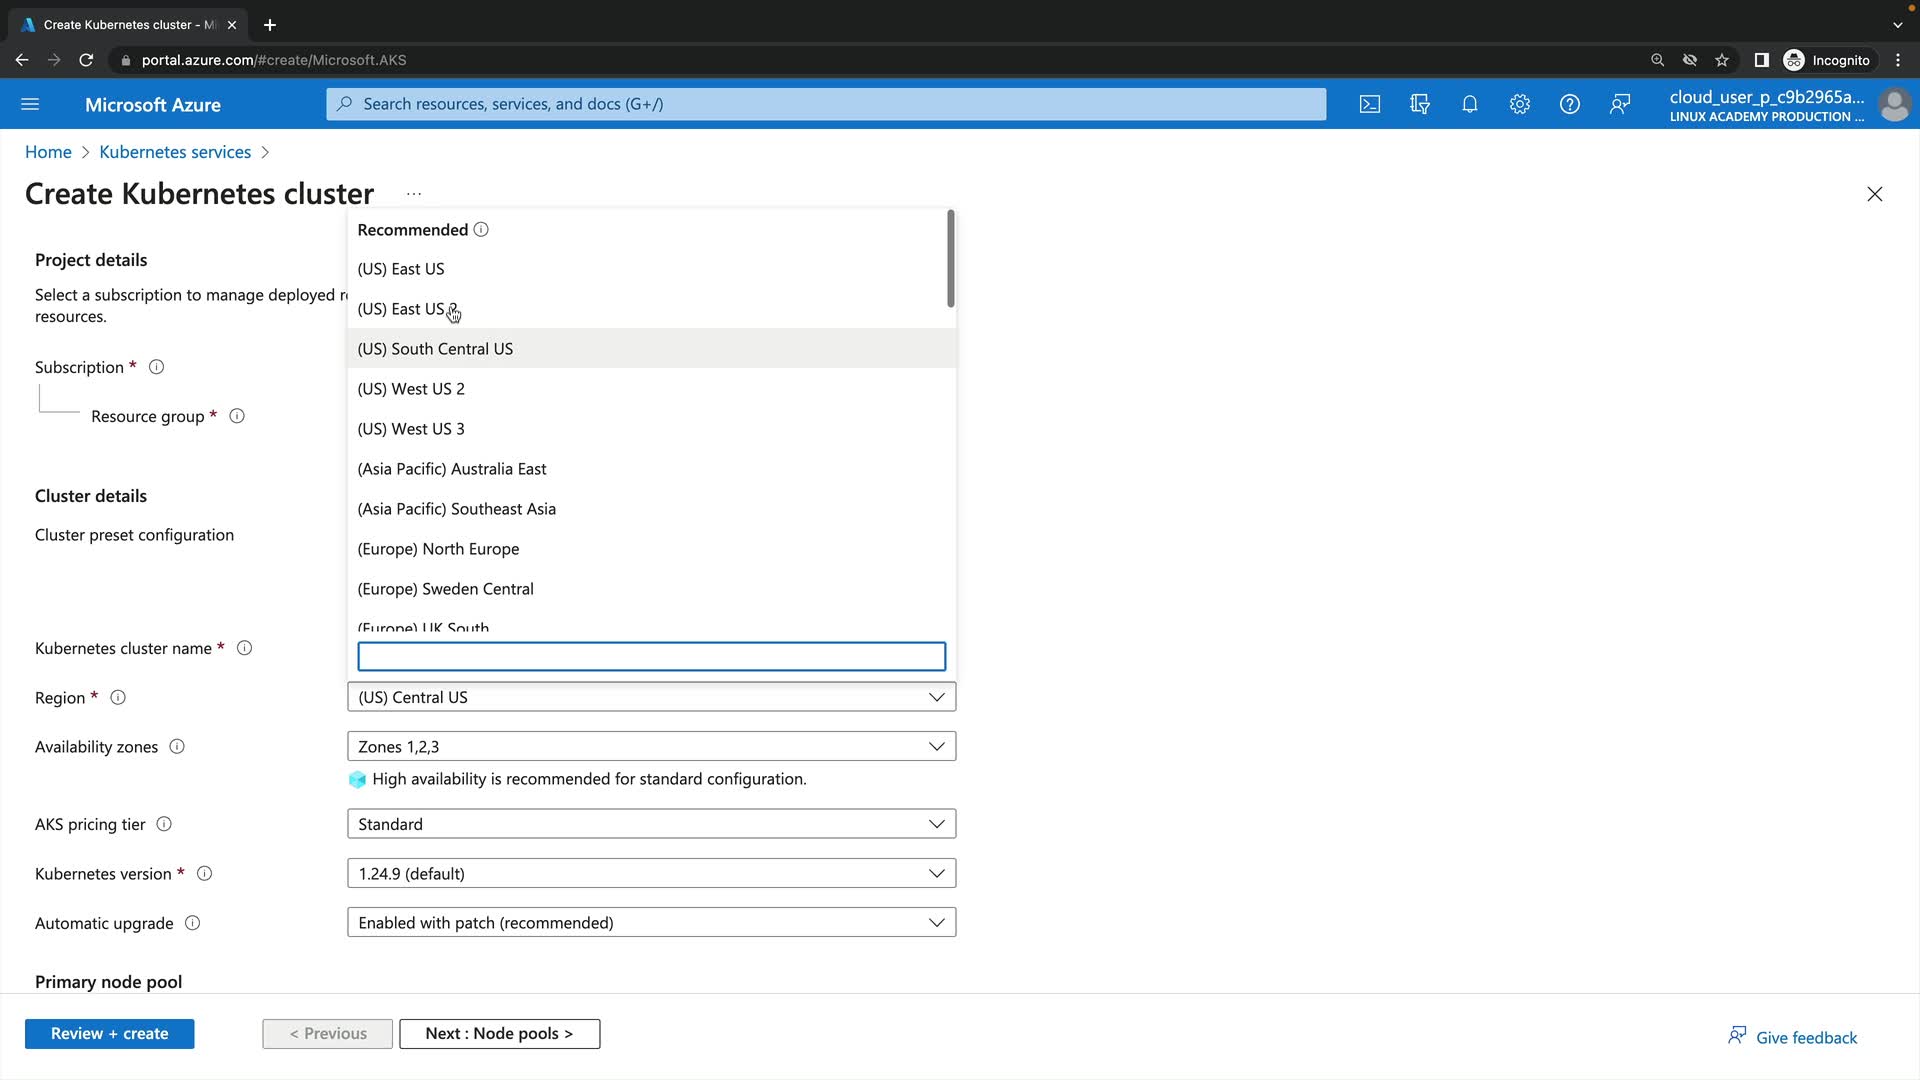 Create Kubernetes cluster - Mi
portal.azure.com/#create/Microsoft.AKS
Incognito
Microsoft Azure
Search resources, services, and docs (G+/)
cloud_user_p_c9b2965a...
LINUX ACADEMY PRODUCTION ...
Home > Kubernetes services >
Create Kubernetes cluster ...
Project details
Select a subscription to manage deployed
resources.
Subscription *
Resource group *
Cluster details
Cluster preset configuration
Recommended
(US) East US
(US) East US 2
(US) South Central US
(US) West US 2
(US) West US 3
(Asia Pacific) Australia East
(Asia Pacific) Southeast Asia
(Europe) North Europe
(Europe) Sweden Central
(Europe) UK South
Kubernetes cluster name *
Region *
(US) Central US
Availability zones
Zones 1,2,3
High availability is recommended for standard configuration.
AKS pricing tier
Standard
Kubernetes version *
1.24.9 (default)
Automatic upgrade
Enabled with patch (recommended)
Primary node pool
Review + create
< Previous
Next : Node pools >
Give feedback